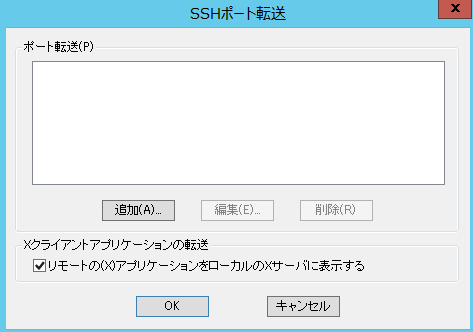 SSHポート転送
x
ポート転送(P)
追加(A)...
編集(E)...
削除(R)
Xクライアントアプリケーションの転送
リモートの(X)アプリケーションをローカルのXサーバに表示する
OK
キャンセル